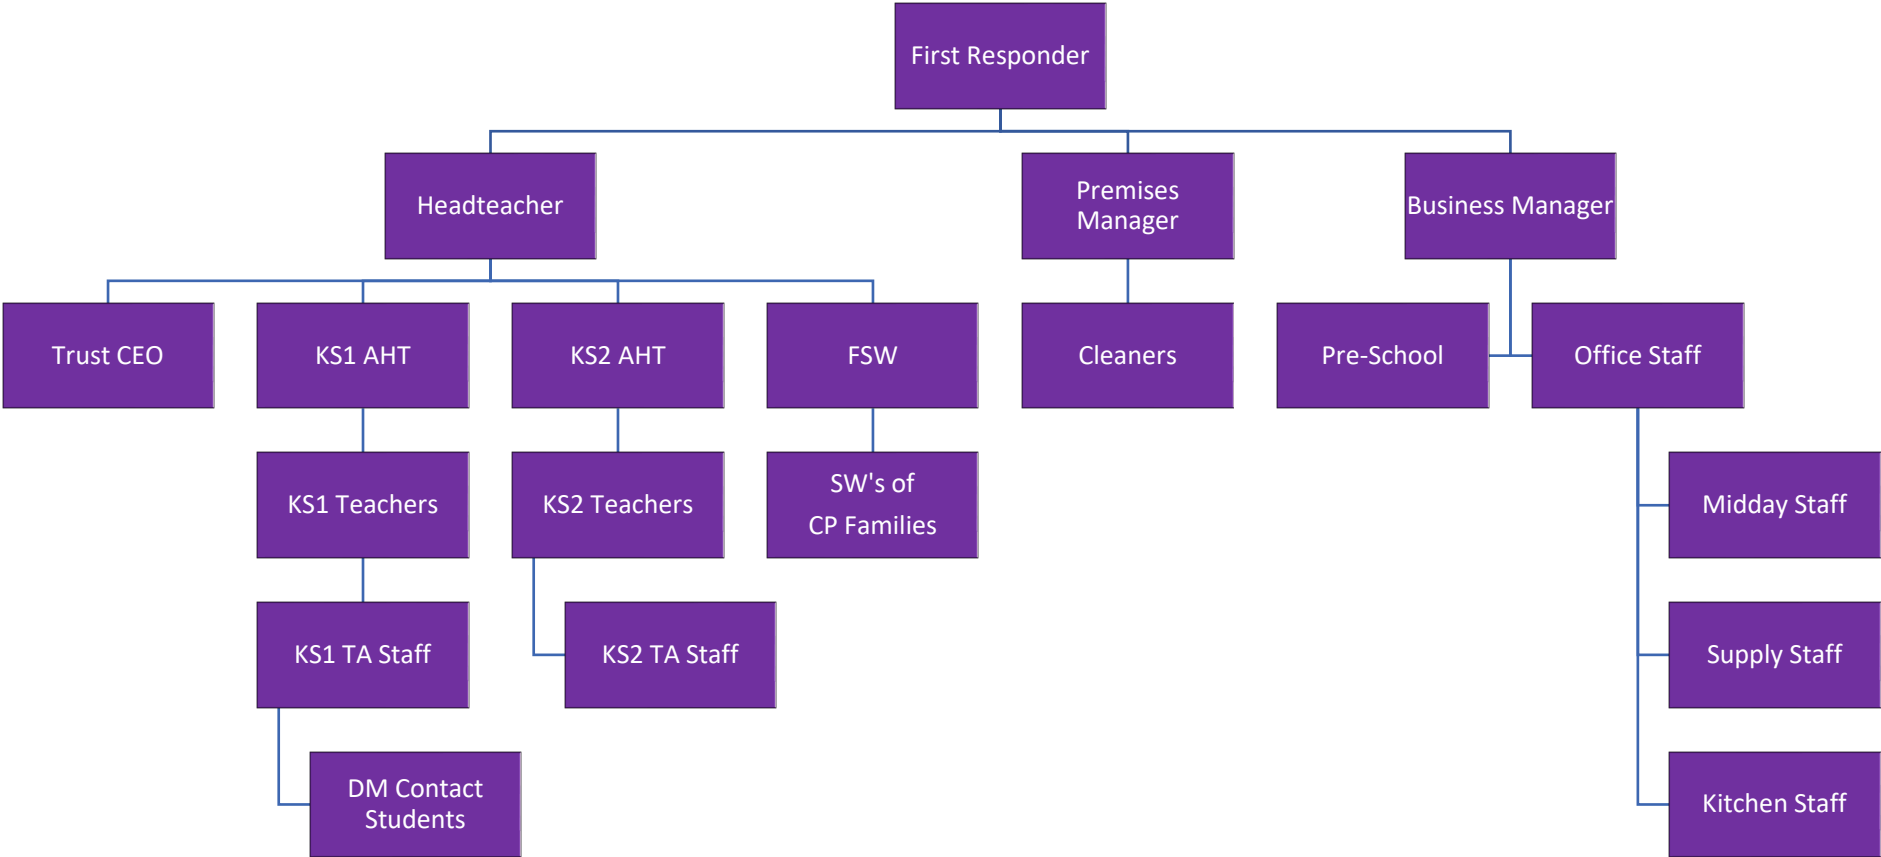 First Responder
Headteacher
Premises
Manager
Business Manager
Trust CEO
KS1 AHT
KS2 AHT
FSW
Cleaners
Pre-School
Office Staff
KS1 Teachers
KS2 Teachers
SW's of
CP Families
Midday Staff
KS1 TA Staff
KS2 TA Staff
Supply Staff
DM Contact
Students
Kitchen Staff